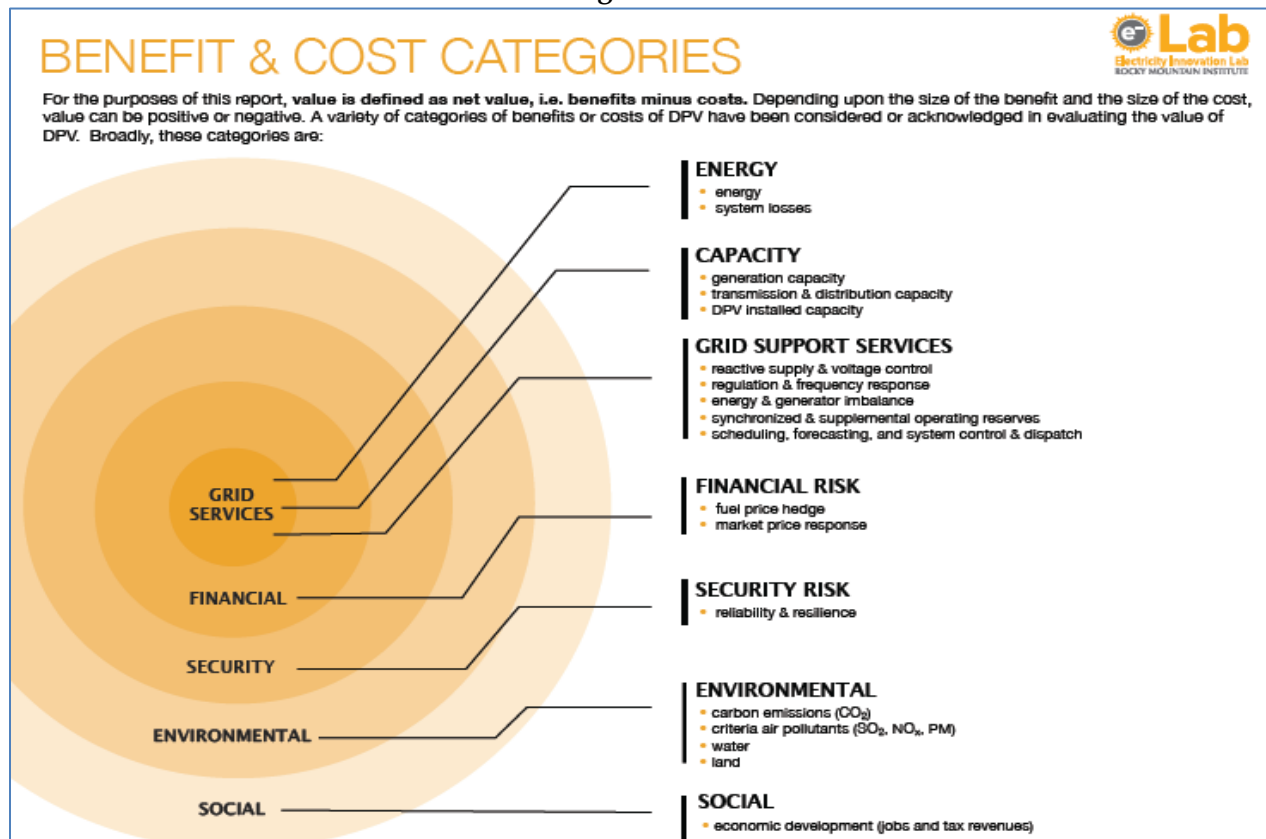 BENEFIT & COST CATEGORIES
e- Lab
Electricity Innovation Lab
ROCKY MOUNTAIN INSTITUTE
For the purposes of this report, value is defined as net value, i.e. benefits minus costs. Depending upon the size of the benefit and the size of the cost,
value can be positive or negative. A variety of categories of benefits or costs of DPV have been considered or acknowledged in evaluating the value of
DPV. Broadly, these categories are:
GRID
SERVICES
FINANCIAL
SECURITY
ENVIRONMENTAL
SOCIAL
ENERGY
• energy
• system losses
CAPACITY
• generation capacity
• transmission & distribution capacity
• DPV installed capacity
GRID SUPPORT SERVICES
• reactive supply & voltage control
• regulation & frequency response
• energy & generator imbalance
• synchronized & supplemental operating reserves
• scheduling, forecasting, and system control & dispatch
FINANCIAL RISK
• fuel price hedge
• market price response
SECURITY RISK
• reliability & resilience
ENVIRONMENTAL
• carbon emissions (CO₂)
• criteria air pollutants (SO₂, NOₓ, PM)
• water
• land
SOCIAL
• economic development (jobs and tax revenues)